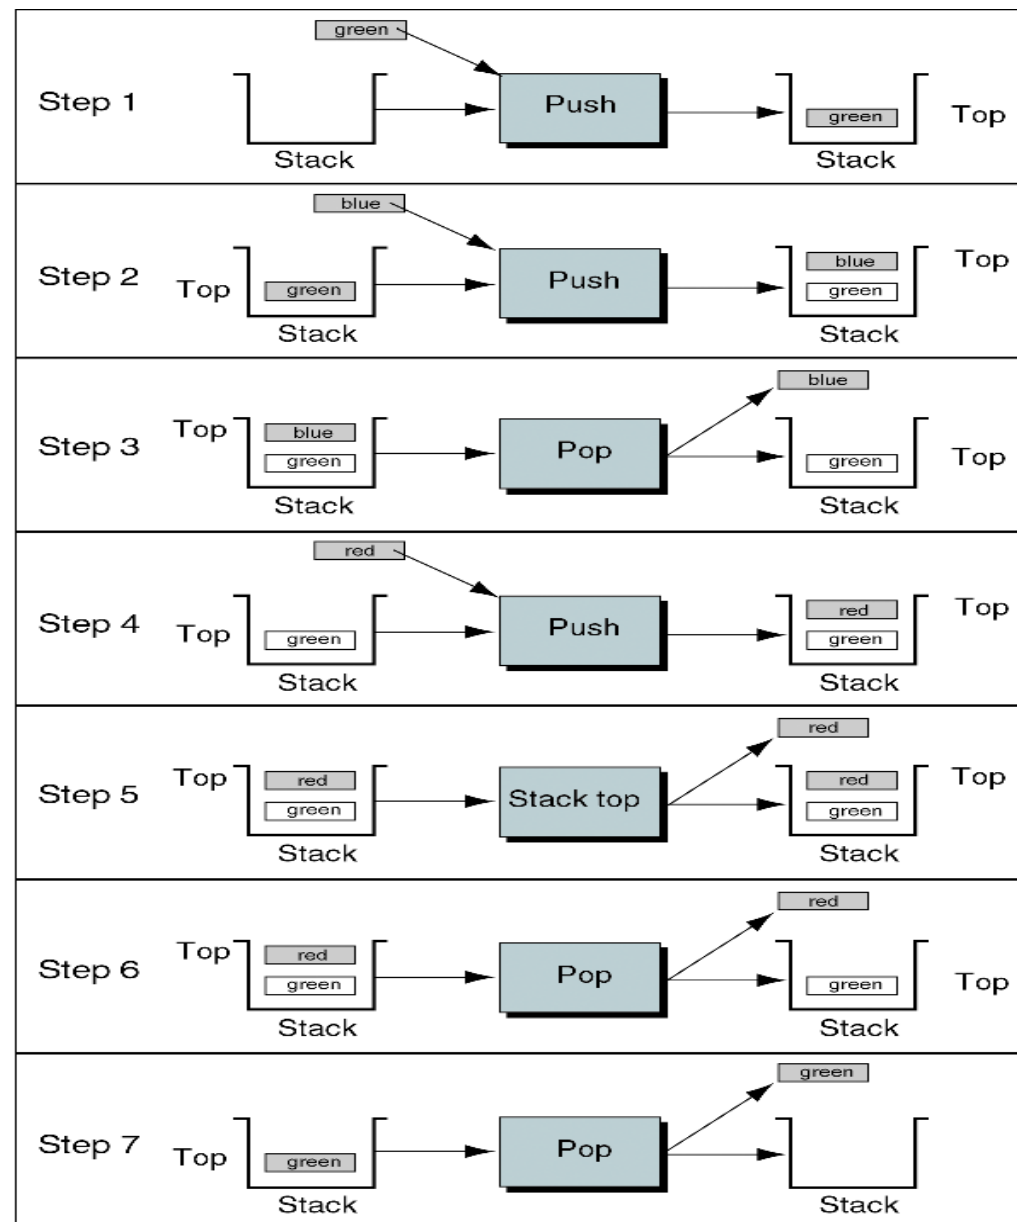 green
Step 1
Push
green
Top
Stack
Stack
blue
Step 2
Top
green
Push
blue
green
Top
Stack
Stack
blue
Step 3
Top
blue
green
Pop
green
Top
Stack
Stack
red
Step 4
Top
green
Push
red
green
Top
Stack
Stack
red
Step 5
Top
red
green
Stack top
red
green
Top
Stack
Stack
red
Step 6
Top
red
green
Pop
green
Top
Stack
Stack
green
Step 7
Top
green
Pop
Stack
Stack